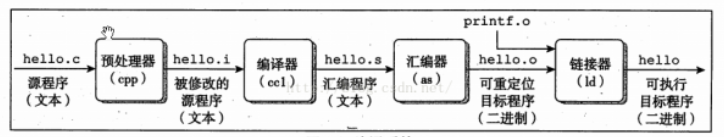 printf.o
hello.c
预处理器
(cpp)
hello.i
编译器
(cc1)
hello.s
汇编器
(as)
hello.o
链接器
(ld)
hello
源程序
(文本)
被修改的
源程序
(文本)
汇编程序
(文本)
可重定位
目标程序
(二进制)
可执行
目标程序
(二进制)